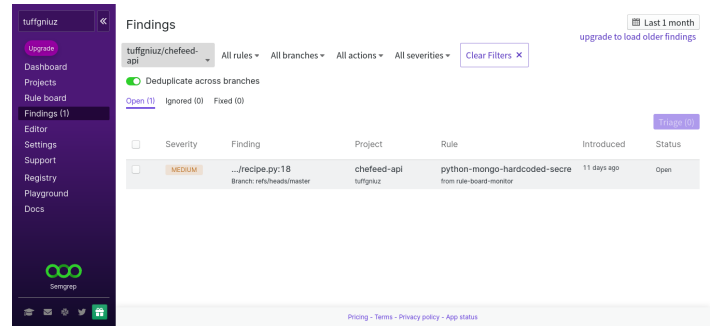 tuffgniuz
Upgrade
Dashboard
Projects
Rule board
Findings (1)
Editor
Settings
Support
Registry
Playground
Docs
Semgrep
Findings
Last 1 month
upgrade to load older findings
tuffgniuz/chefeed-api
All rules
All branches
All actions
All severities
Clear Filters ×
Deduplicate across branches
Open (1)
Ignored (0)
Fixed (0)
Triage (0)
Severity
Finding
Project
Rule
Introduced
Status
MEDIUM
.../recipe.py:18
chefeed-api
python-mongo-hardcoded-secre
11 days ago
Open
Branch: refs/heads/master
tuffgniuz
from rule-board-monitor
Pricing - Terms - Privacy policy - App status